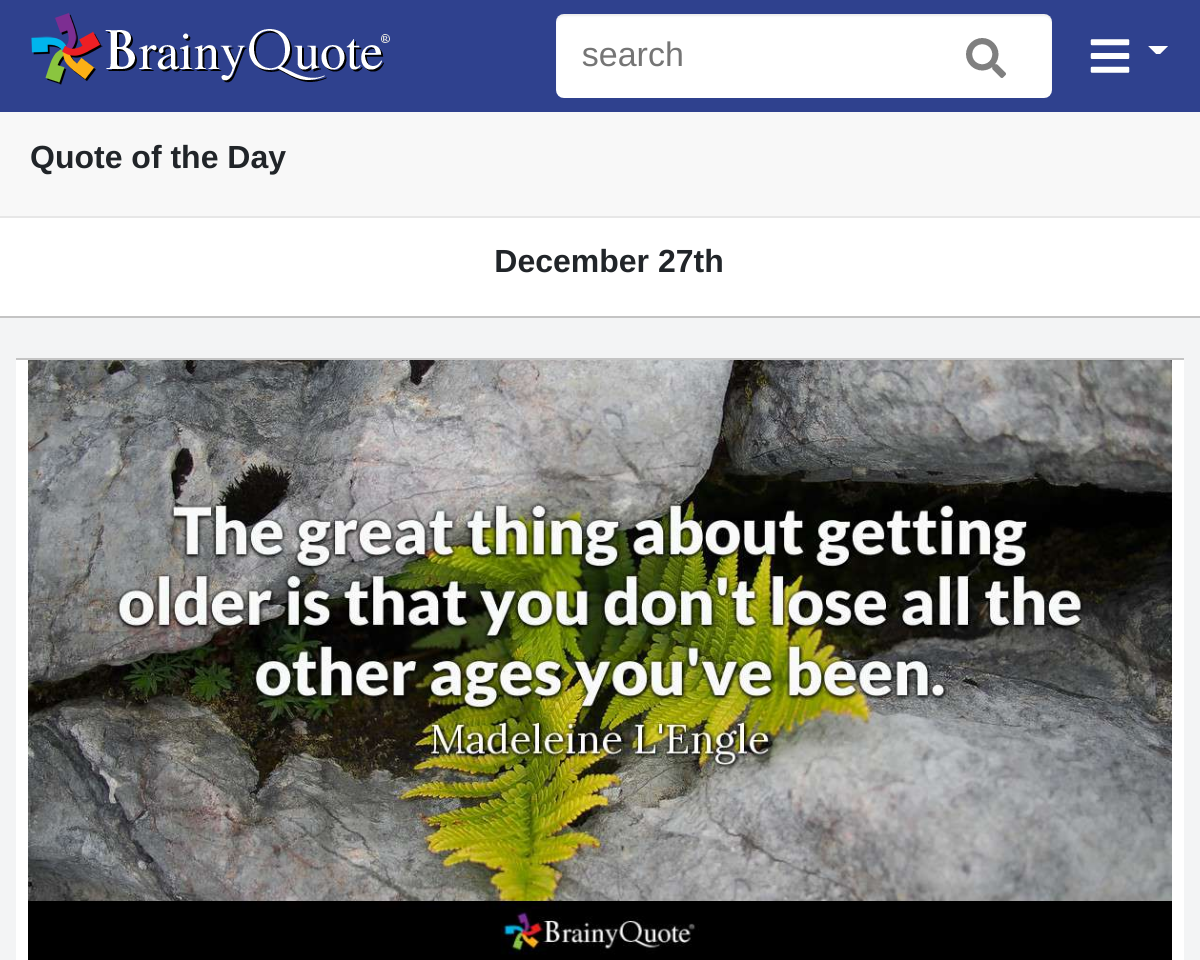 BrainyQuote®
search
Quote of the Day
December 27th
The great thing about getting
older is that you don't lose all the
other ages you've been.
Madeleine L'Engle
BrainyQuote®